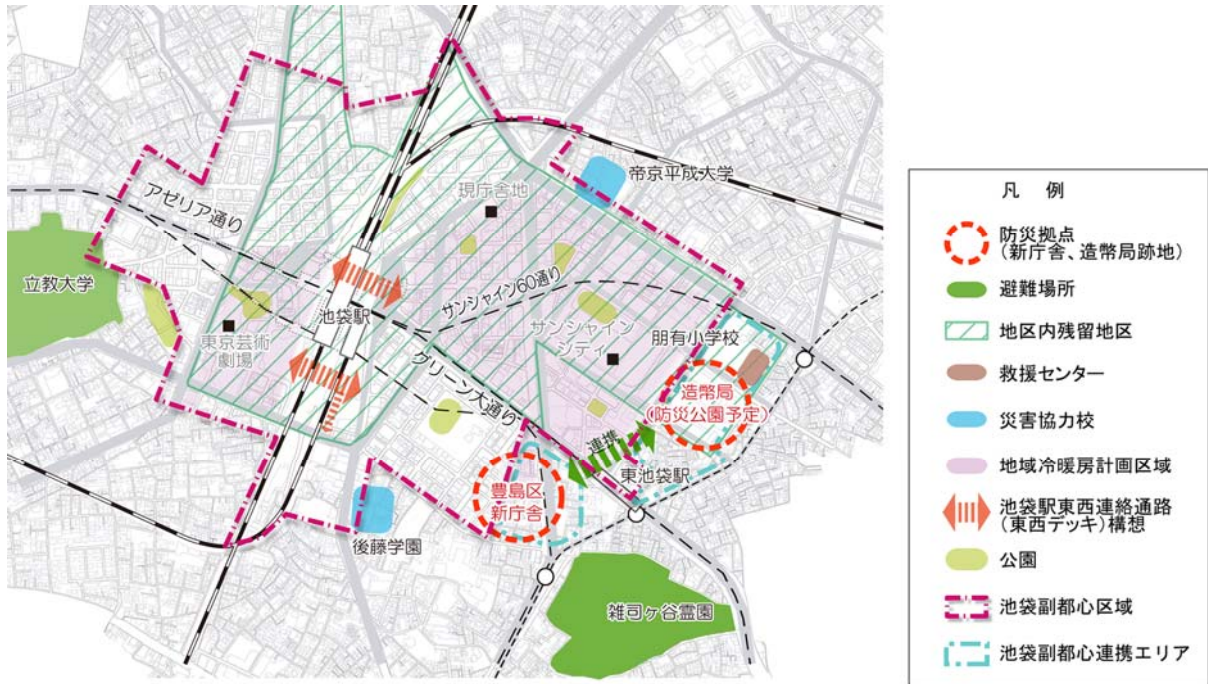 帝京平成大学
現庁舎地
アゼリア通り
立教大学
サンシャイン60通り
池袋駅
東京芸術
劇場
サンシャイン
シティ
朋有小学校
グリーン大通り
造幣局
(防災公園予定)
連携
東池袋駅
豊島区
新庁舎
後藤学園
雑司ヶ谷霊園
凡 例
防災拠点
(新庁舎、造幣局跡地)
避難場所
地区内残留地区
救援センター
災害協力校
地域冷暖房計画区域
池袋駅東西連絡通路
(東西デッキ)構想
公園
池袋副都心区域
池袋副都心連携エリア